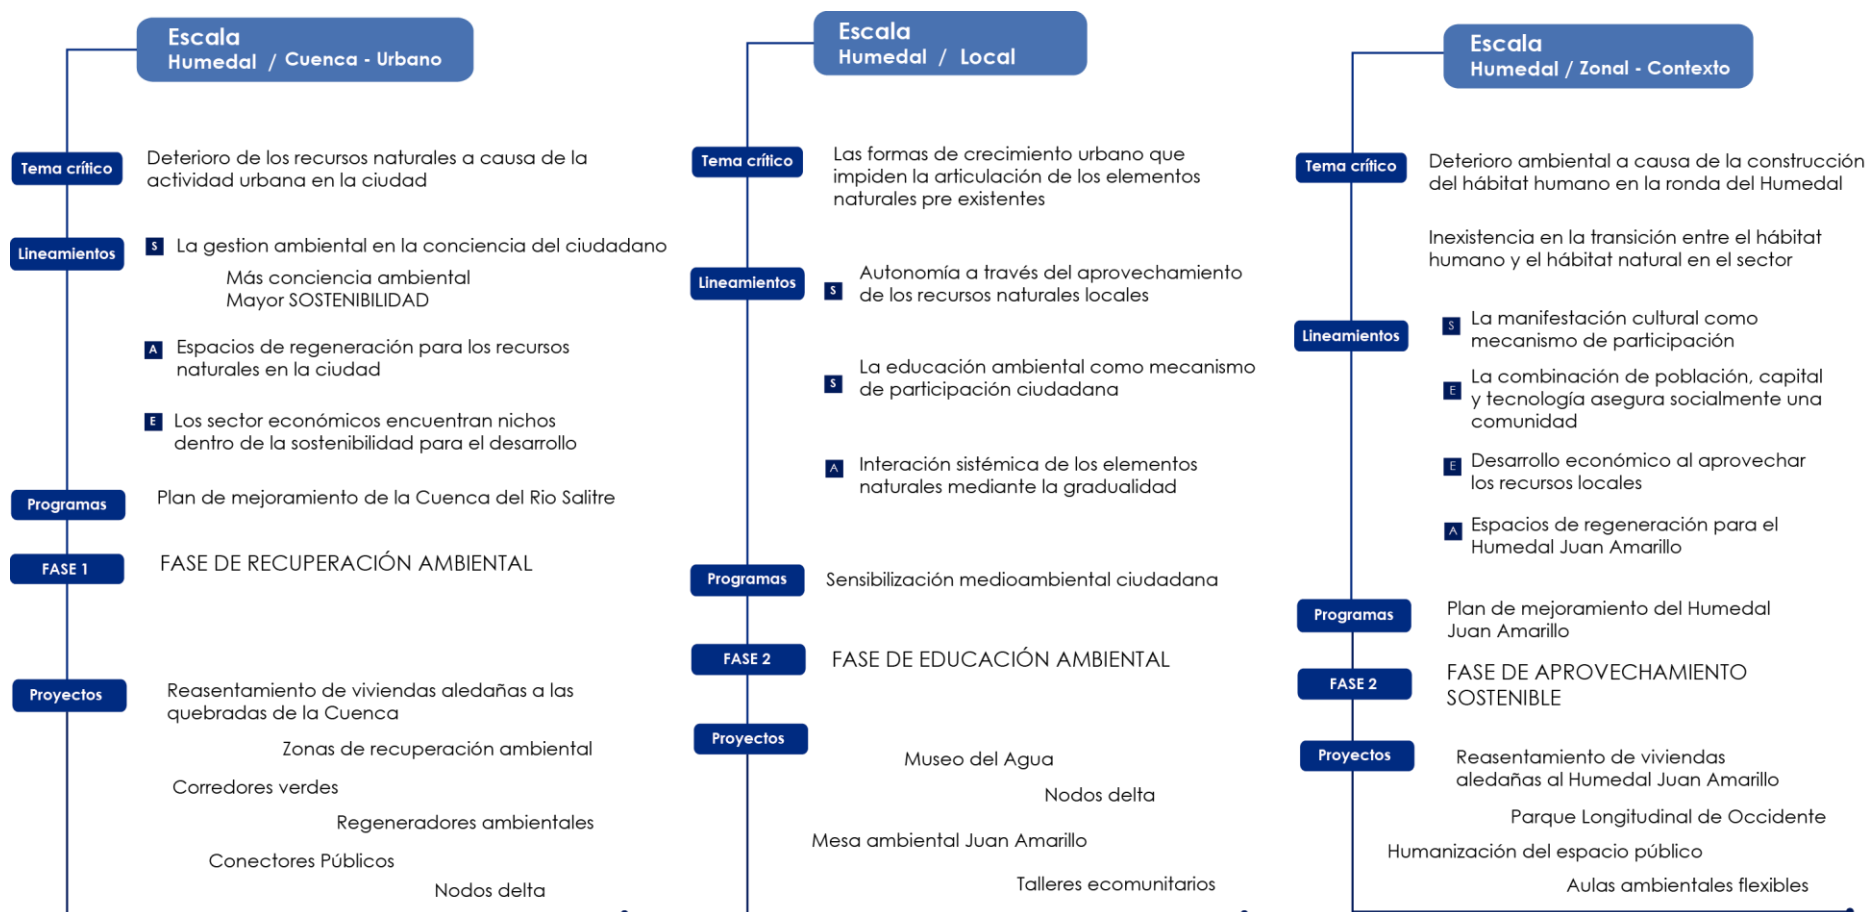 Escala
Humedal / Cuenca - Urbano
Tema crítico
Deterioro de los recursos naturales a causa de la
actividad urbana en la ciudad
Lineamientos
S La gestion ambiental en la conciencia del ciudadano
Más conciencia ambiental
Mayor SOSTENIBILIDAD
A Espacios de regeneración para los recursos
naturales en la ciudad
E Los sector económicos encuentran nichos
dentro de la sostenibilidad para el desarrollo
Programas
Plan de mejoramiento de la Cuenca del Rio Salitre
FASE 1
FASE DE RECUPERACIÓN AMBIENTAL
Proyectos
Reasentamiento de viviendas aledañas a las
quebradas de la Cuenca
Zonas de recuperación ambiental
Corredores verdes
Regeneradores ambientales
Conectores Públicos
Nodos delta
Escala
Humedal / Local
Tema crítico
Las formas de crecimiento urbano que
impiden la articulación de los elementos
naturales pre existentes
Lineamientos
S Autonomía a través del aprovechamiento
de los recursos naturales locales
S La educación ambiental como mecanismo
de participación ciudadana
A Interación sistémica de los elementos
naturales mediante la gradualidad
Programas
Sensibilización medioambiental ciudadana
FASE 2
FASE DE EDUCACIÓN AMBIENTAL
Proyectos
Museo del Agua
Nodos delta
Mesa ambiental Juan Amarillo
Talleres ecomunitarios
Escala
Humedal / Zonal - Contexto
Tema crítico
Deterioro ambiental a causa de la construcción
del hábitat humano en la ronda del Humedal
Inexistencia en la transición entre el hábitat
humano y el hábitat natural en el sector
Lineamientos
S La manifestación cultural como
mecanismo de participación
E La combinación de población, capital
y tecnología asegura socialmente una
comunidad
E Desarrollo económico al aprovechar
los recursos locales
A Espacios de regeneración para el
Humedal Juan Amarillo
Programas
Plan de mejoramiento del Humedal
Juan Amarillo
FASE 2
FASE DE APROVECHAMIENTO
SOSTENIBLE
Proyectos
Reasentamiento de viviendas
aledañas al Humedal Juan Amarillo
Parque Longitudinal de Occidente
Humanización del espacio público
Aulas ambientales flexibles